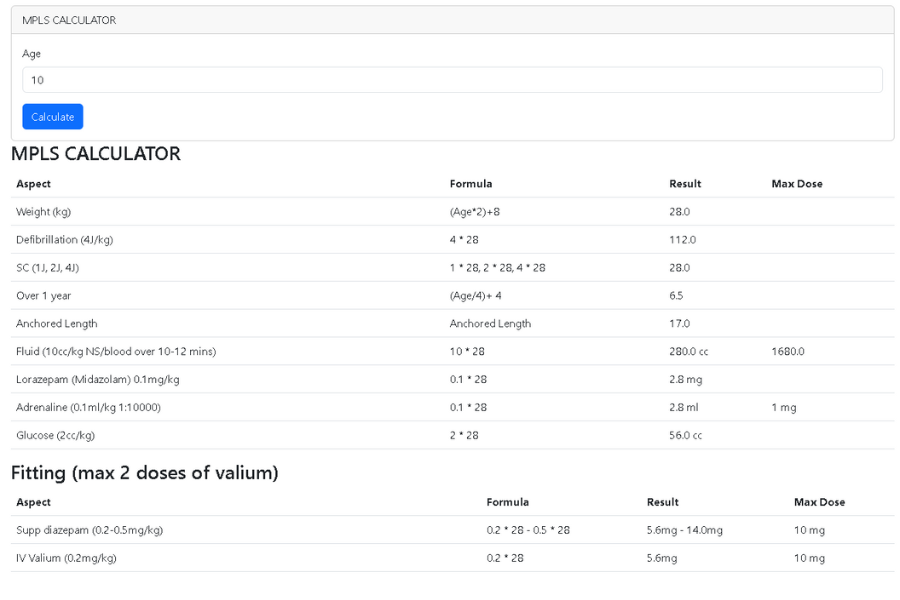 MPLS CALCULATOR
Age
10
Calculate
MPLS CALCULATOR
Aspect Formula Result Max Dose
Weight (kg) (Age*2)+8 28.0
Defibrillation (4J/kg) 4 * 28 112.0
SC (1J, 2J, 4J) 1 * 28, 2 * 28, 4 * 28 28.0
Over 1 year (Age/4)+ 4 6.5
Anchored Length Anchored Length 17.0
Fluid (10cc/kg NS/blood over 10-12 mins) 10 * 28 280.0 cc 1680.0
Lorazepam (Midazolam) 0.1mg/kg 0.1 * 28 2.8 mg
Adrenaline (0.1ml/kg 1:10000) 0.1 * 28 2.8 ml 1 mg
Glucose (2cc/kg) 2 * 28 56.0 cc
Fitting (max 2 doses of valium)
Aspect Formula Result Max Dose
Supp diazepam (0.2-0.5mg/kg) 0.2 * 28 - 0.5 * 28 5.6mg - 14.0mg 10 mg
IV Valium (0.2mg/kg) 0.2 * 28 5.6mg 10 mg